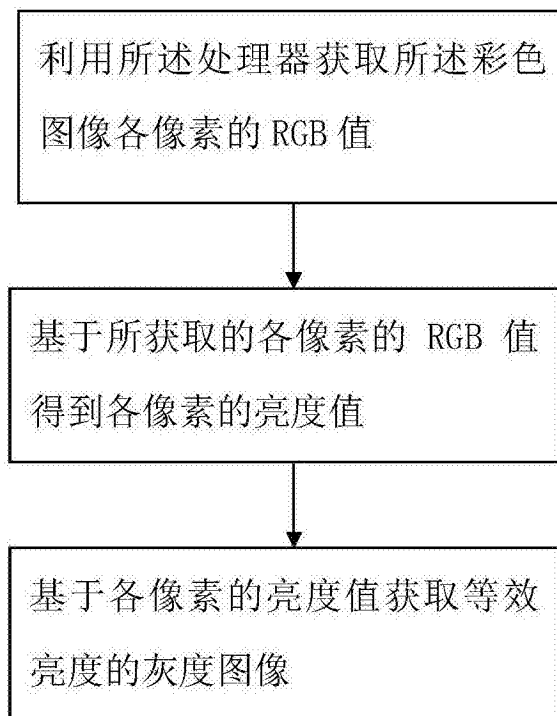 利用所述处理器获取所述彩色
图像各像素的RGB值
基于所获取的各像素的 RGB 值
得到各像素的亮度值
基于各像素的亮度值获取等效
亮度的灰度图像